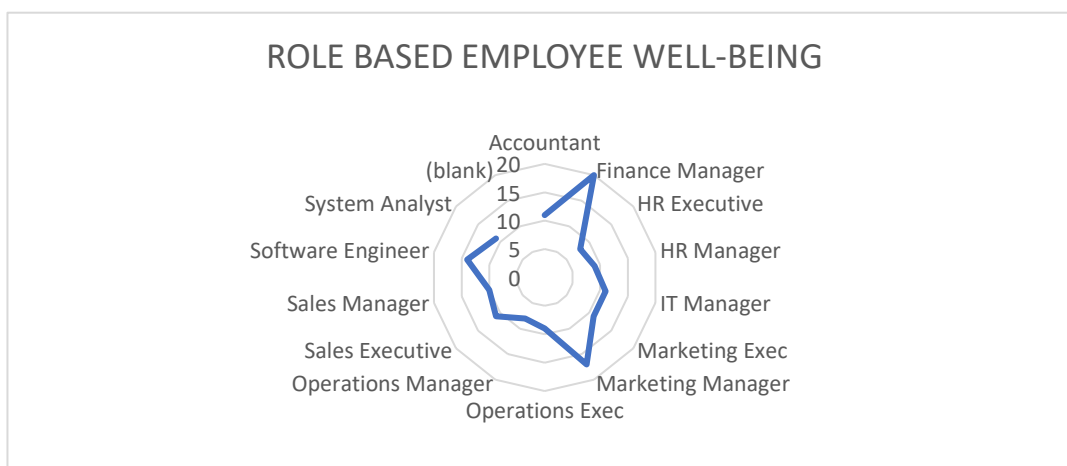 ROLE BASED EMPLOYEE WELL-BEING
Accountant
Finance Manager
HR Executive
HR Manager
IT Manager
Marketing Exec
Marketing Manager
Operations Exec
Operations Manager
Sales Executive
Sales Manager
Software Engineer
System Analyst
(blank)
20
15
10
5
0